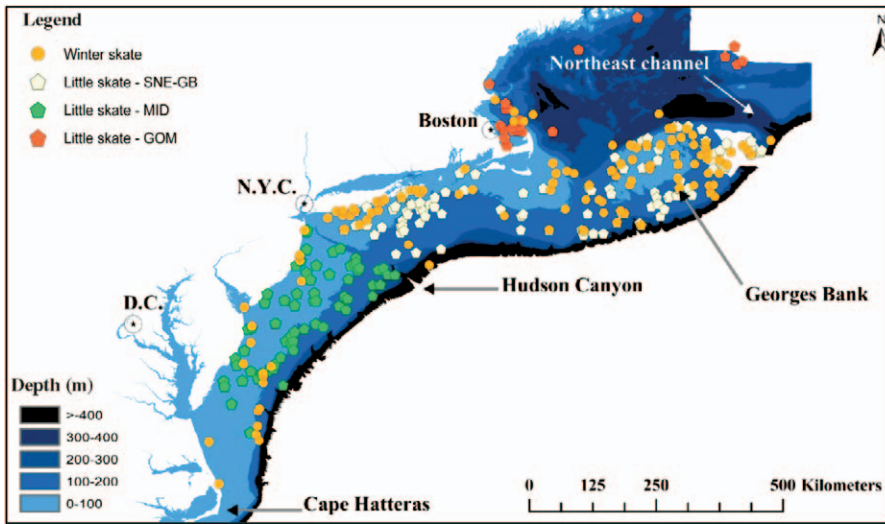 Legend
Winter skate
Little skate - SNE-GB
Little skate - MID
Little skate - GOM
N
Northeast channel
Boston
N.Y.C.
Hudson Canyon
Georges Bank
D.C.
Depth (m)
>-400
300-400
200-300
100-200
0-100
Cape Hatteras
0 125 250 500 Kilometers